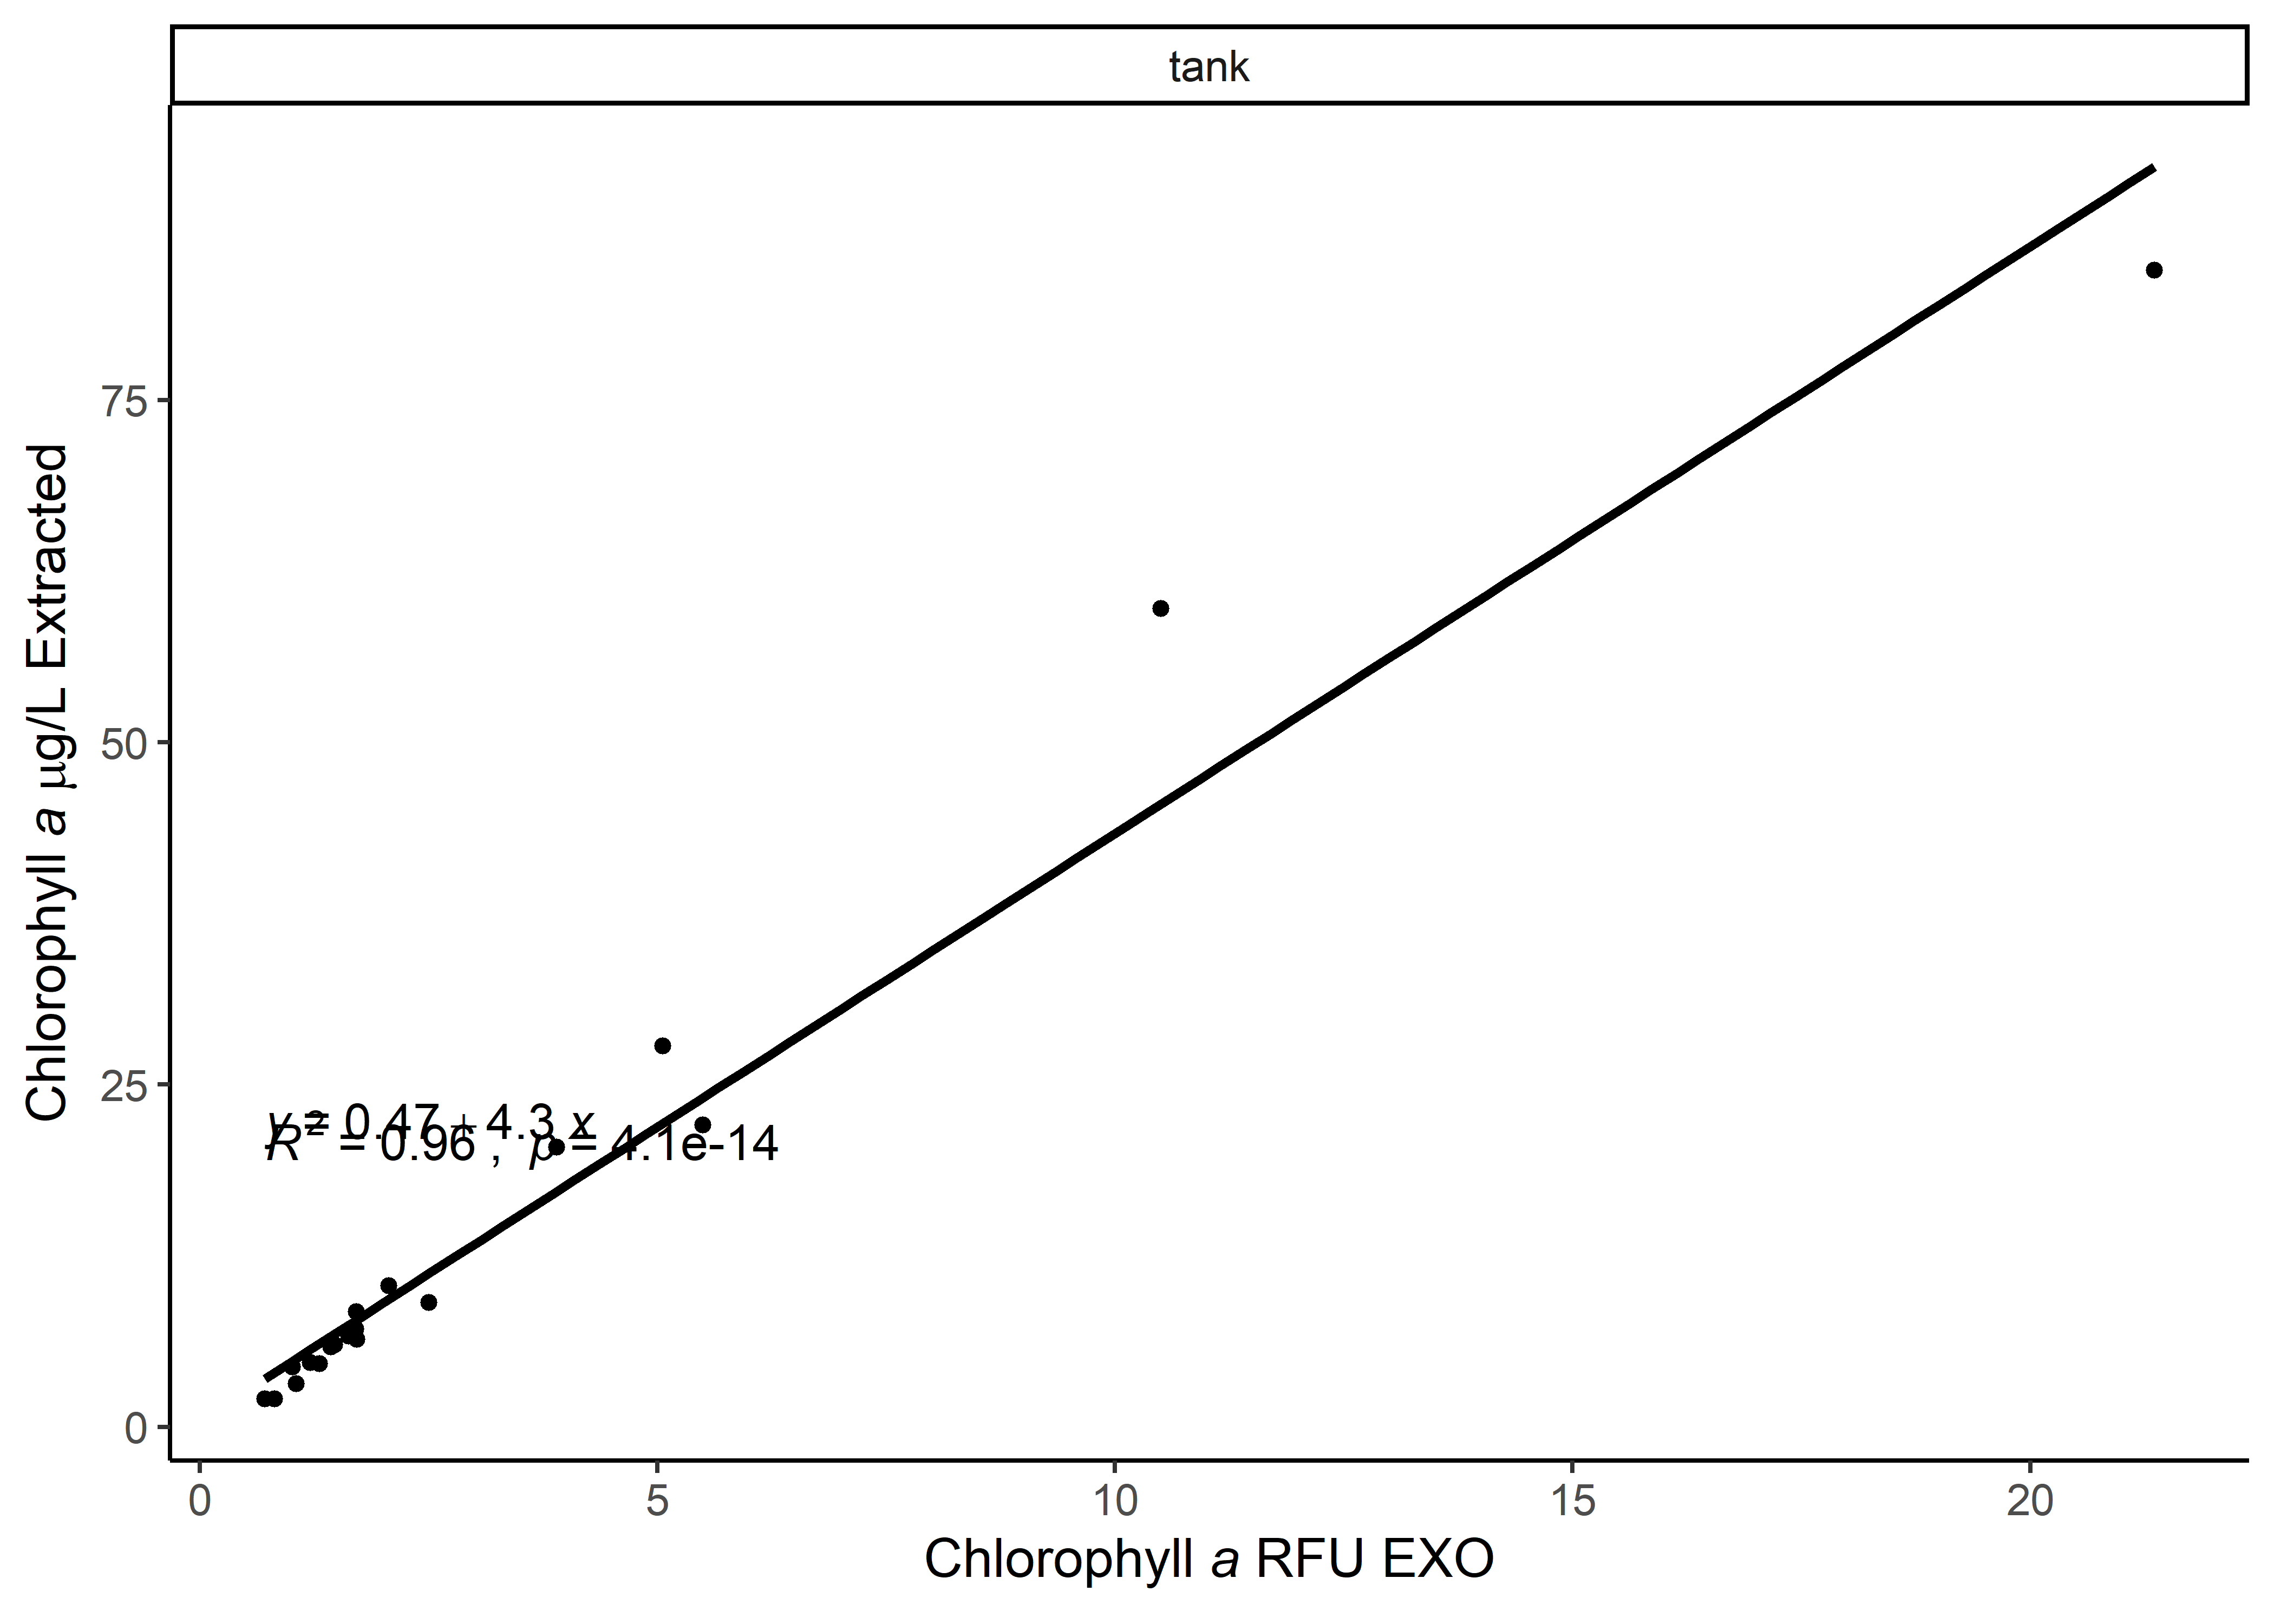 tank
Chlorophyll a µg/L Extracted
75
50
25
0
y = 0.47 + 4.3 x
R² = 0.96 , p = 4.1e-14
0
5
10
15
20
Chlorophyll a RFU EXO